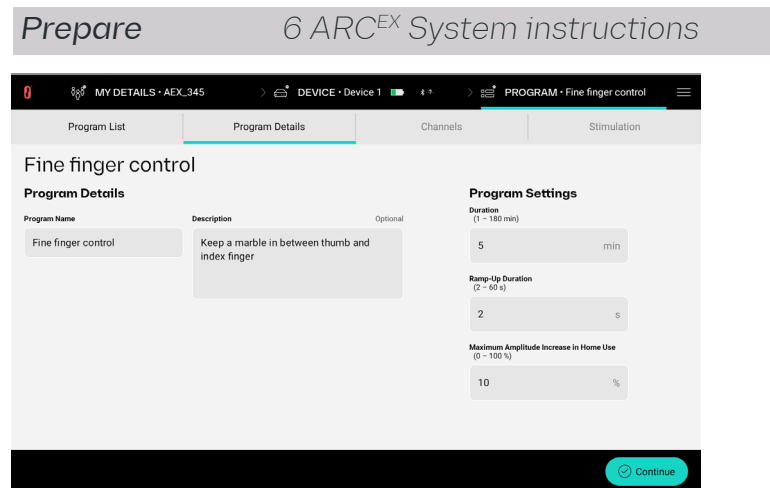 Prepare 6 ARCEX System instructions
MY DETAILS • AEX_345 DEVICE • Device 1 PROGRAM • Fine finger control
Program List Program Details Channels Stimulation
Fine finger control
Program Details
Program Name
Fine finger control
Description Optional
Keep a marble in between thumb and
index finger
Program Settings
Duration
(1 – 180 min)
5 min
Ramp-Up Duration
(2 – 60 s)
2 s
Maximum Amplitude Increase in Home Use
(0 – 100 %)
10 %
Continue